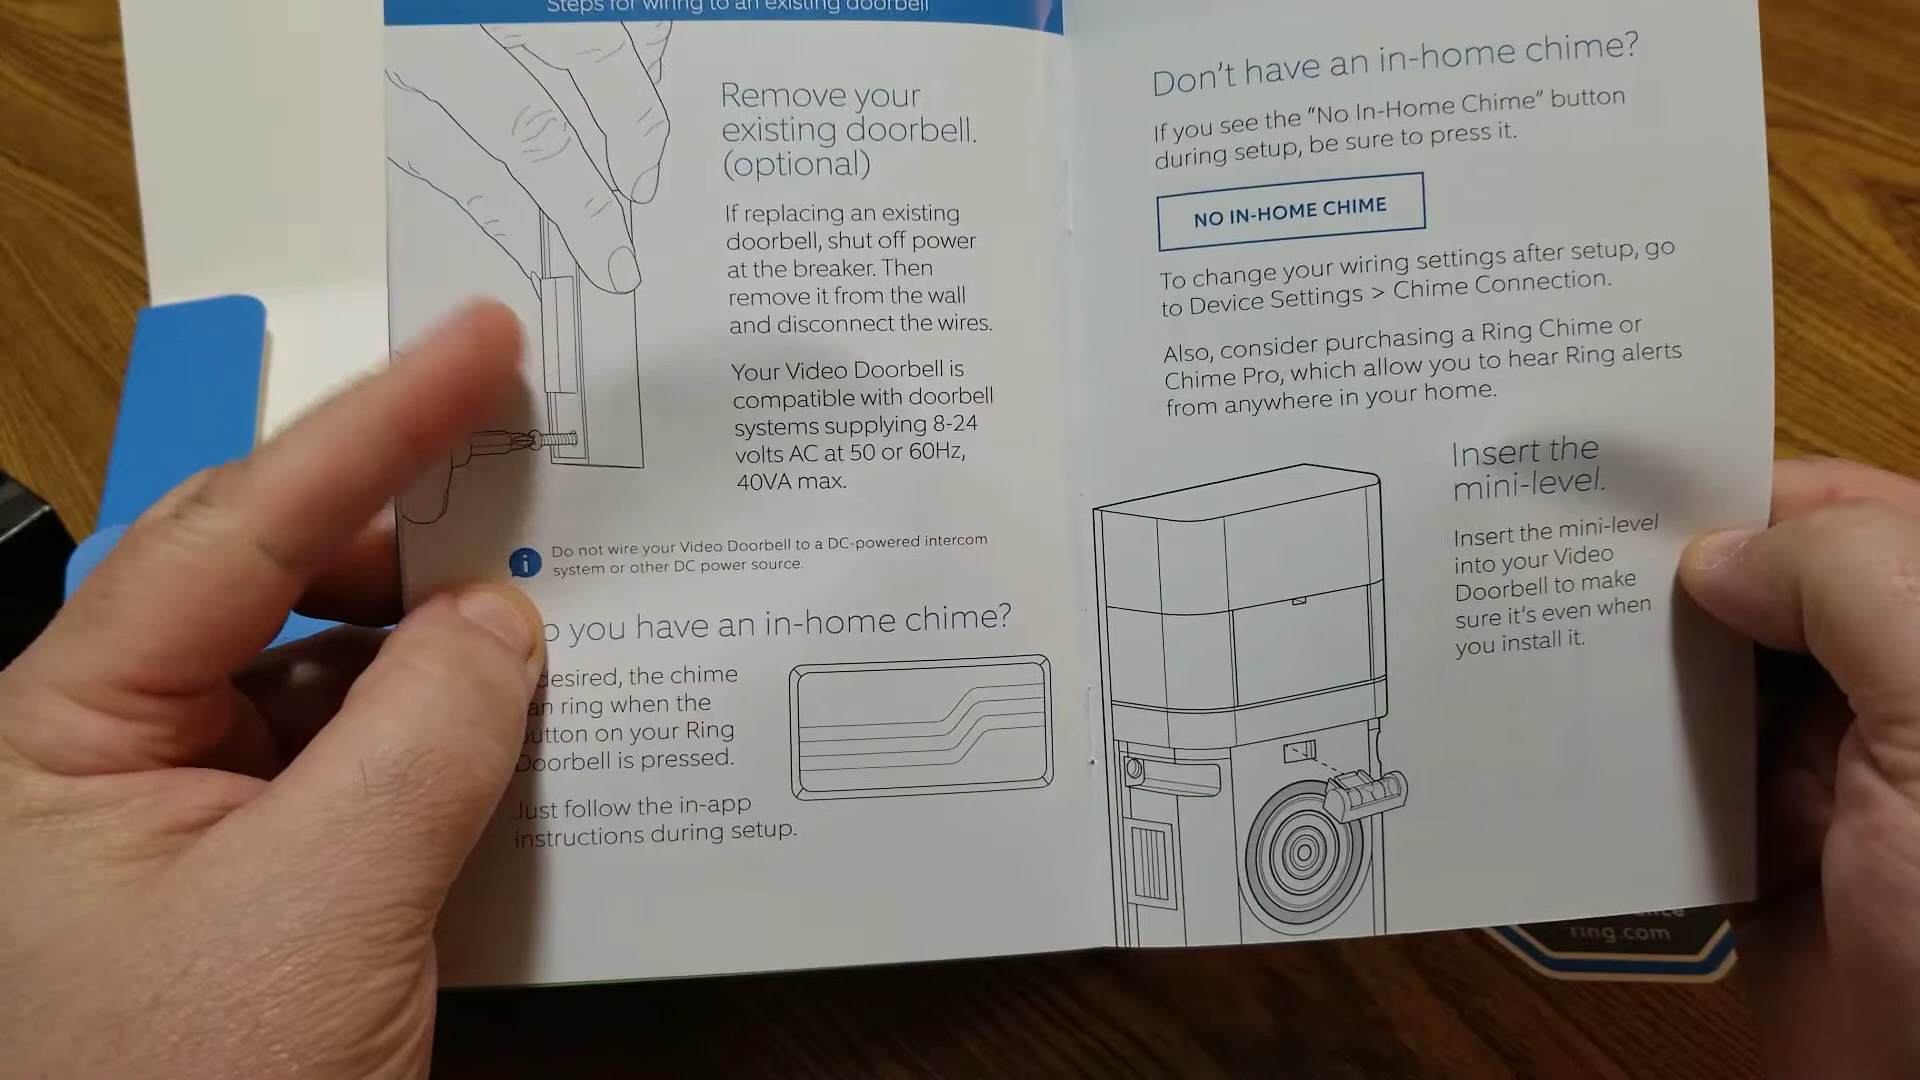 Steps for wiring to an existing doorbell
Remove your
existing doorbell.
(optional)
If replacing an existing
doorbell, shut off power
at the breaker. Then
remove it from the wall
and disconnect the wires.
Your Video Doorbell is
compatible with doorbell
systems supplying 8-24
volts AC at 50 or 60Hz,
40VA max.
i
Do not wire your Video Doorbell to a DC-powered intercom
system or other DC power source.
o you have an in-home chime?
desired, the chime
an ring when the
utton on your Ring
Doorbell is pressed.
Just follow the in-app
instructions during setup.
Don't have an in-home chime?
If you see the “No In-Home Chime” button
during setup, be sure to press it.
NO IN-HOME CHIME
To change your wiring settings after setup, go
to Device Settings > Chime Connection.
Also, consider purchasing a Ring Chime or
Chime Pro, which allow you to hear Ring alerts
from anywhere in your home.
Insert the
mini-level.
Insert the mini-level
into your Video
Doorbell to make
sure it's even when
you install it.
ring.com